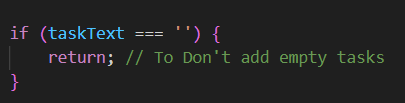 if (taskText === '') {
    return; // To Don't add empty tasks
}